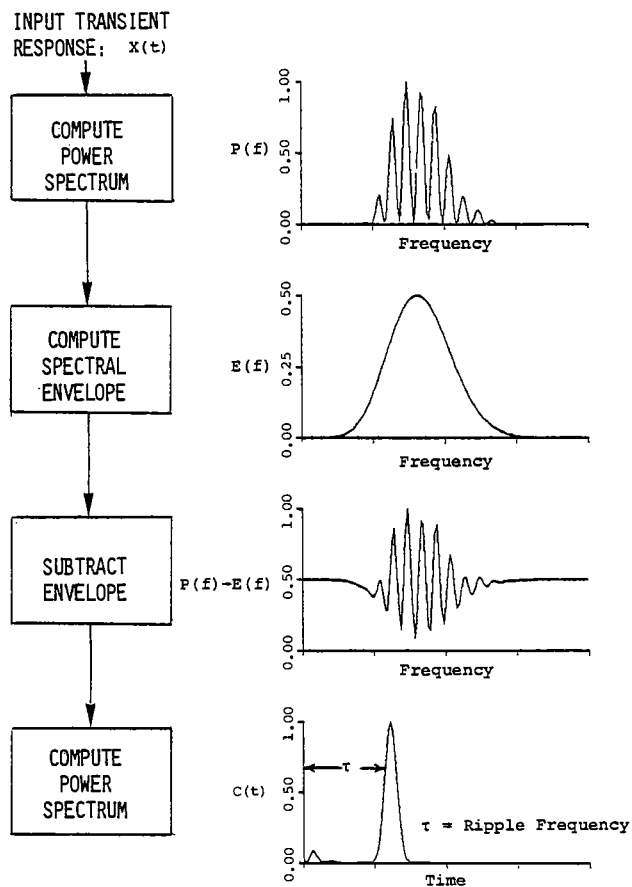 INPUT TRANSIENT
RESPONSE: X(t)
COMPUTE
POWER
SPECTRUM
P(f)
1.00
0.50
0.00
Frequency
COMPUTE
SPECTRAL
ENVELOPE
E(f)
0.50
0.25
0.00
Frequency
SUBTRACT
ENVELOPE
P(f)-E(f)
1.00
0.50
0.00
Frequency
COMPUTE
POWER
SPECTRUM
C(t)
1.00
0.50
0.00
τ
τ = Ripple Frequency
Time